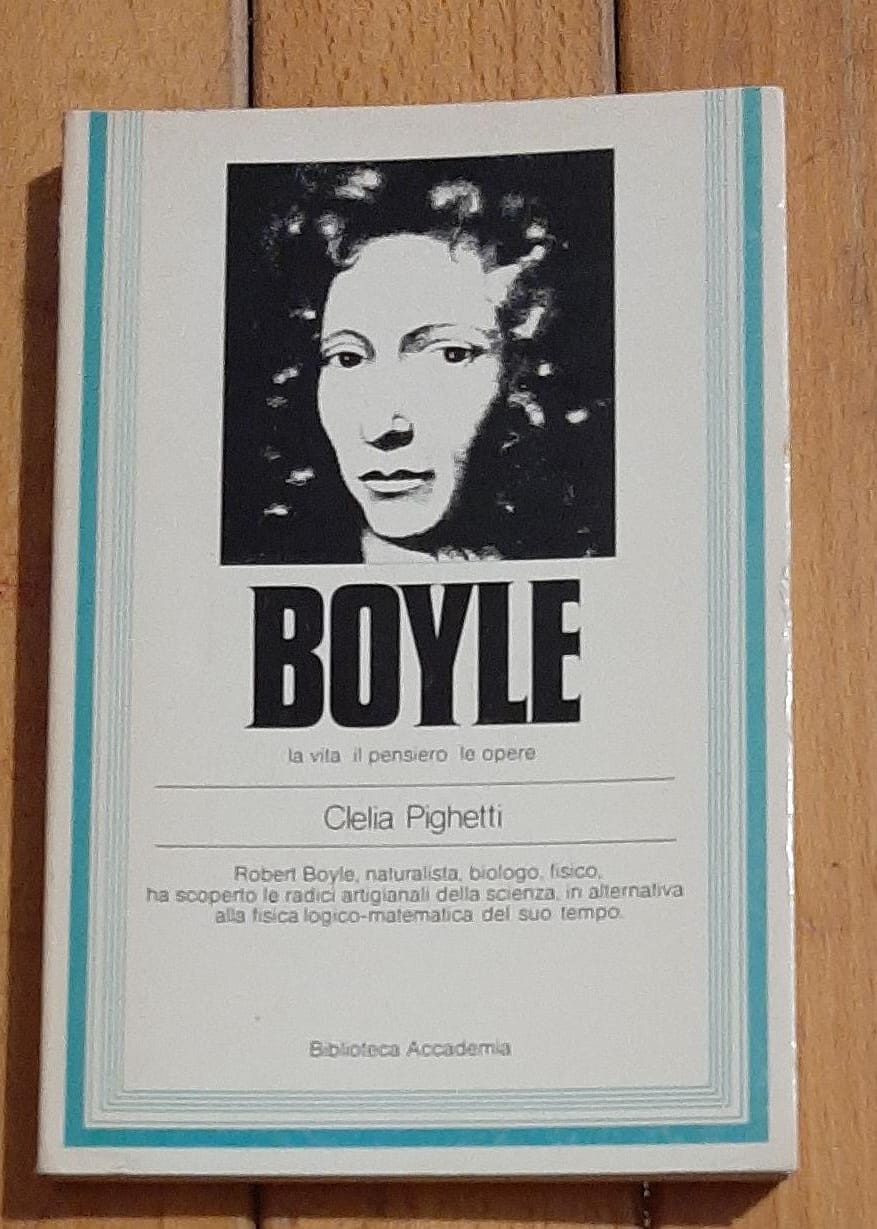 BOYLE
la vita il pensiero le opere
Clelia Pighetti
Robert Boyle, naturalista, biologo, fisico,
ha scoperto le radici artigianali della scienza, in alternativa
alla fisica logico-matematica del suo tempo.
Biblioteca Accademia